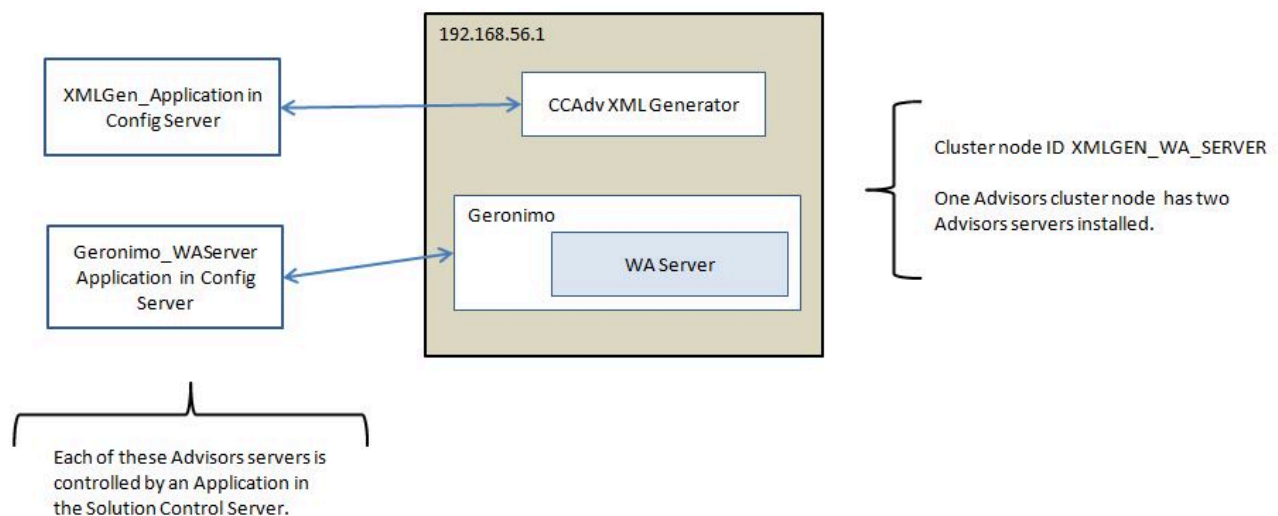 192.168.56.1
XMLGen_Application in
Config Server
CCAdv XML Generator
Cluster node ID XMLGEN_WA_SERVER
One Advisors cluster node has two
Advisors servers installed.
Geronimo_WAServer
Application in Config
Server
Geronimo
WA Server
Each of these Advisors servers is
controlled by an Application in
the Solution Control Server.